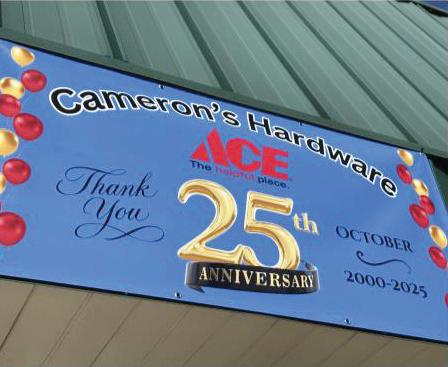 Cameron's Hardware
ACE
The helpful place.
Thank
You
25th
ANNIVERSARY
OCTOBER
2000-2025